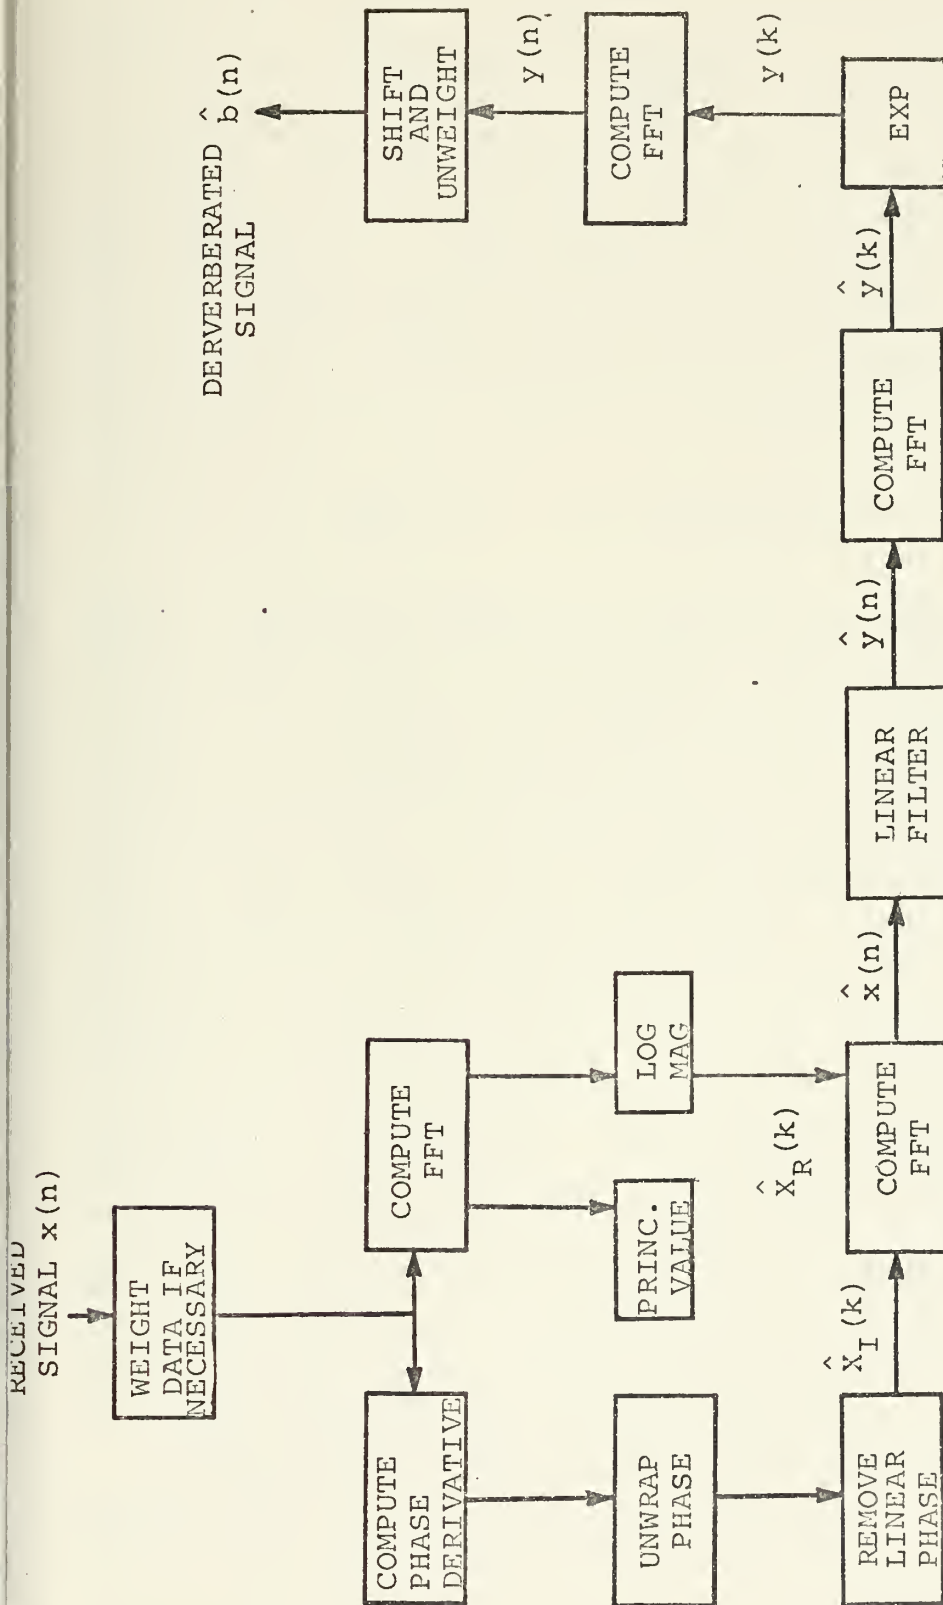 RECEIVED
SIGNAL x(n)
WEIGHT
DATA IF
NECESSARY
COMPUTE
PHASE
DERIVATIVE
COMPUTE
FFT
UNWRAP
PHASE
PRINC.
VALUE
LOG
MAG
REMOVE
LINEAR
PHASE
X̂_I(k)
X̂_R(k)
COMPUTE
FFT
x̂(n)
LINEAR
FILTER
ŷ(n)
COMPUTE
FFT
ŷ(k)
EXP
y(k)
COMPUTE
FFT
y(n)
SHIFT
AND
UNWEIGHT
DERVERBERATED b̂(n)
SIGNAL